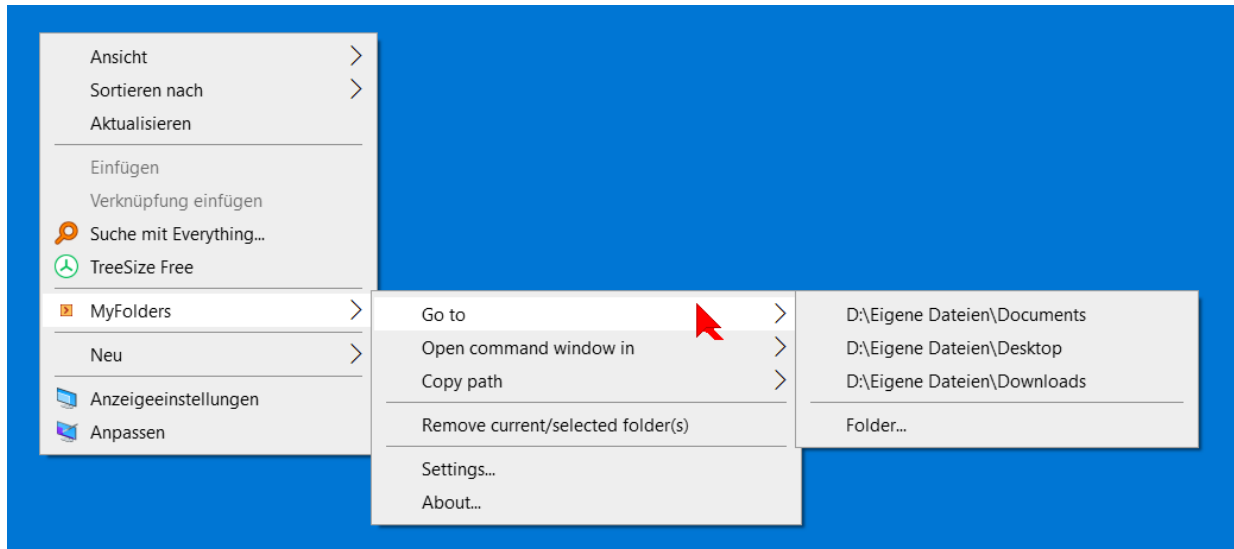 Ansicht
Sortieren nach
Aktualisieren
Einfügen
Verknüpfung einfügen
Suche mit Everything...
TreeSize Free
MyFolders
Neu
Anzeigeeinstellungen
Anpassen
Go to
Open command window in
Copy path
Remove current/selected folder(s)
Settings...
About...
D:\Eigene Dateien\Documents
D:\Eigene Dateien\Desktop
D:\Eigene Dateien\Downloads
Folder...